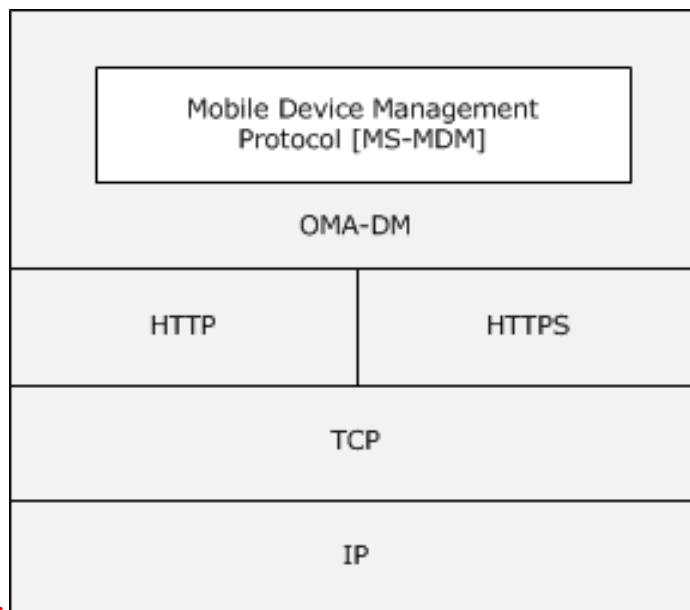 Mobile Device Management
Protocol [MS-MDM]
OMA-DM
HTTP
HTTPS
TCP
IP